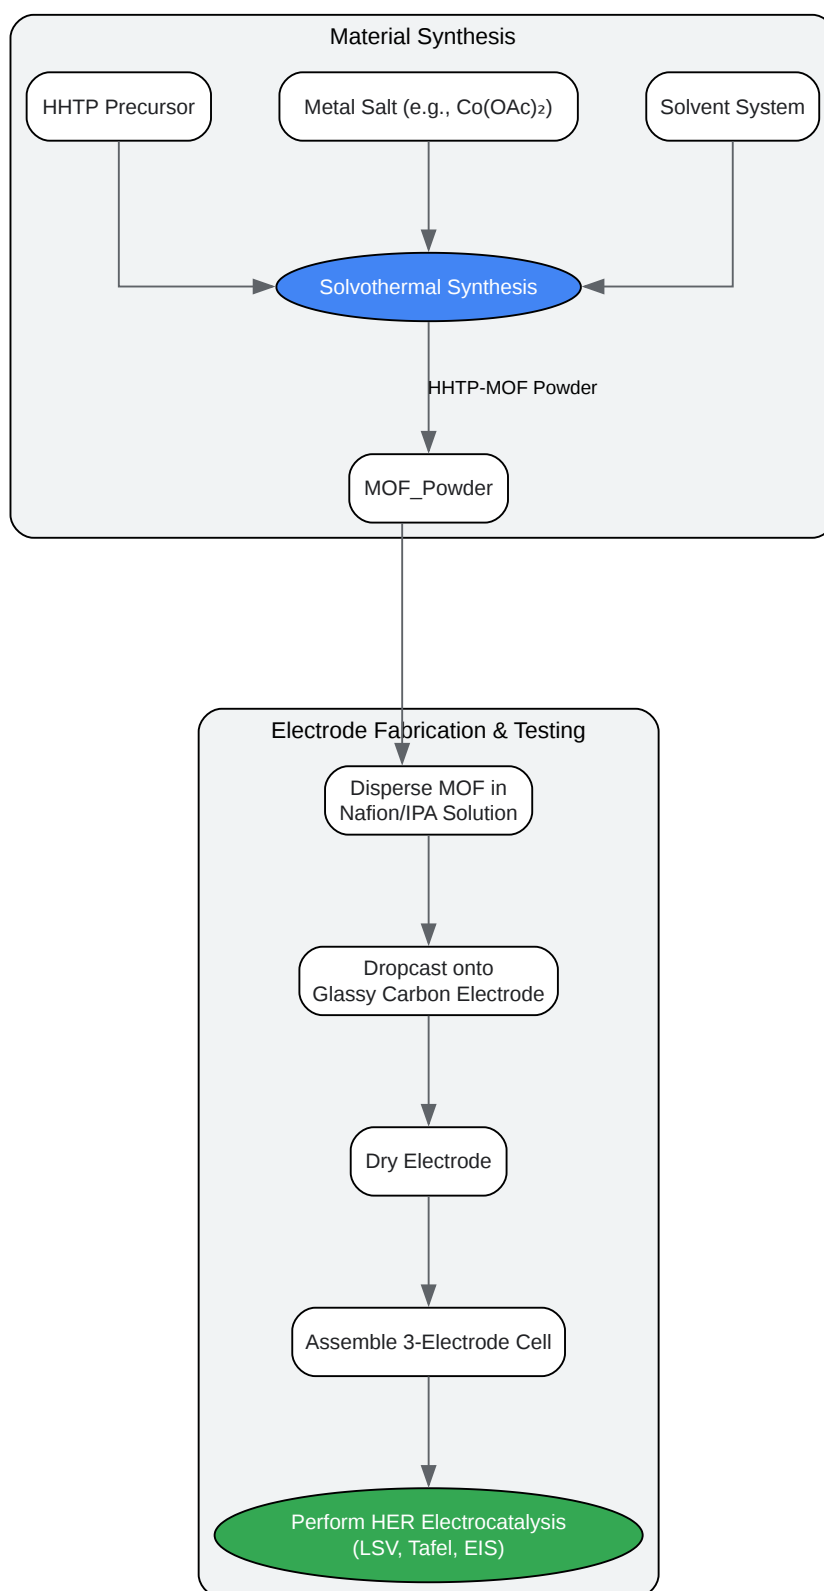 Material Synthesis
HHTP Precursor
Metal Salt (e.g., Co(OAc)₂)
Solvent System
Solvothermal Synthesis
HHTP-MOF Powder
MOF_Powder
Electrode Fabrication & Testing
Disperse MOF in
Nafion/IPA Solution
Dropcast onto
Glassy Carbon Electrode
Dry Electrode
Assemble 3-Electrode Cell
Perform HER Electrocatalysis
(LSV, Tafel, EIS)